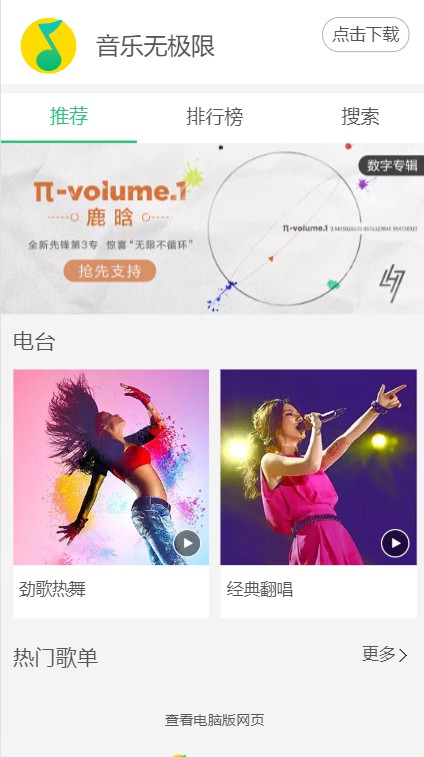 音乐无极限
点击下载
推荐
排行榜
搜索
数字专辑
π-volume.1
鹿晗
全新先锋第3专 惊喜“无限不循环”
抢先支持
π-volume.1
电台
劲歌热舞
经典翻唱
热门歌单
更多
查看电脑版网页